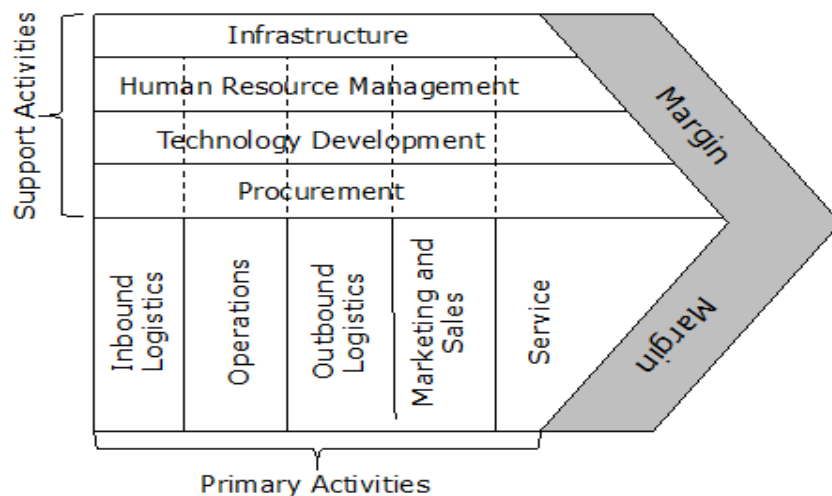 Support Activities
Infrastructure
Human Resource Management
Technology Development
Procurement
Margin
Inbound
Logistics
Operations
Outbound
Logistics
Marketing and
Sales
Service
Margin
Primary Activities